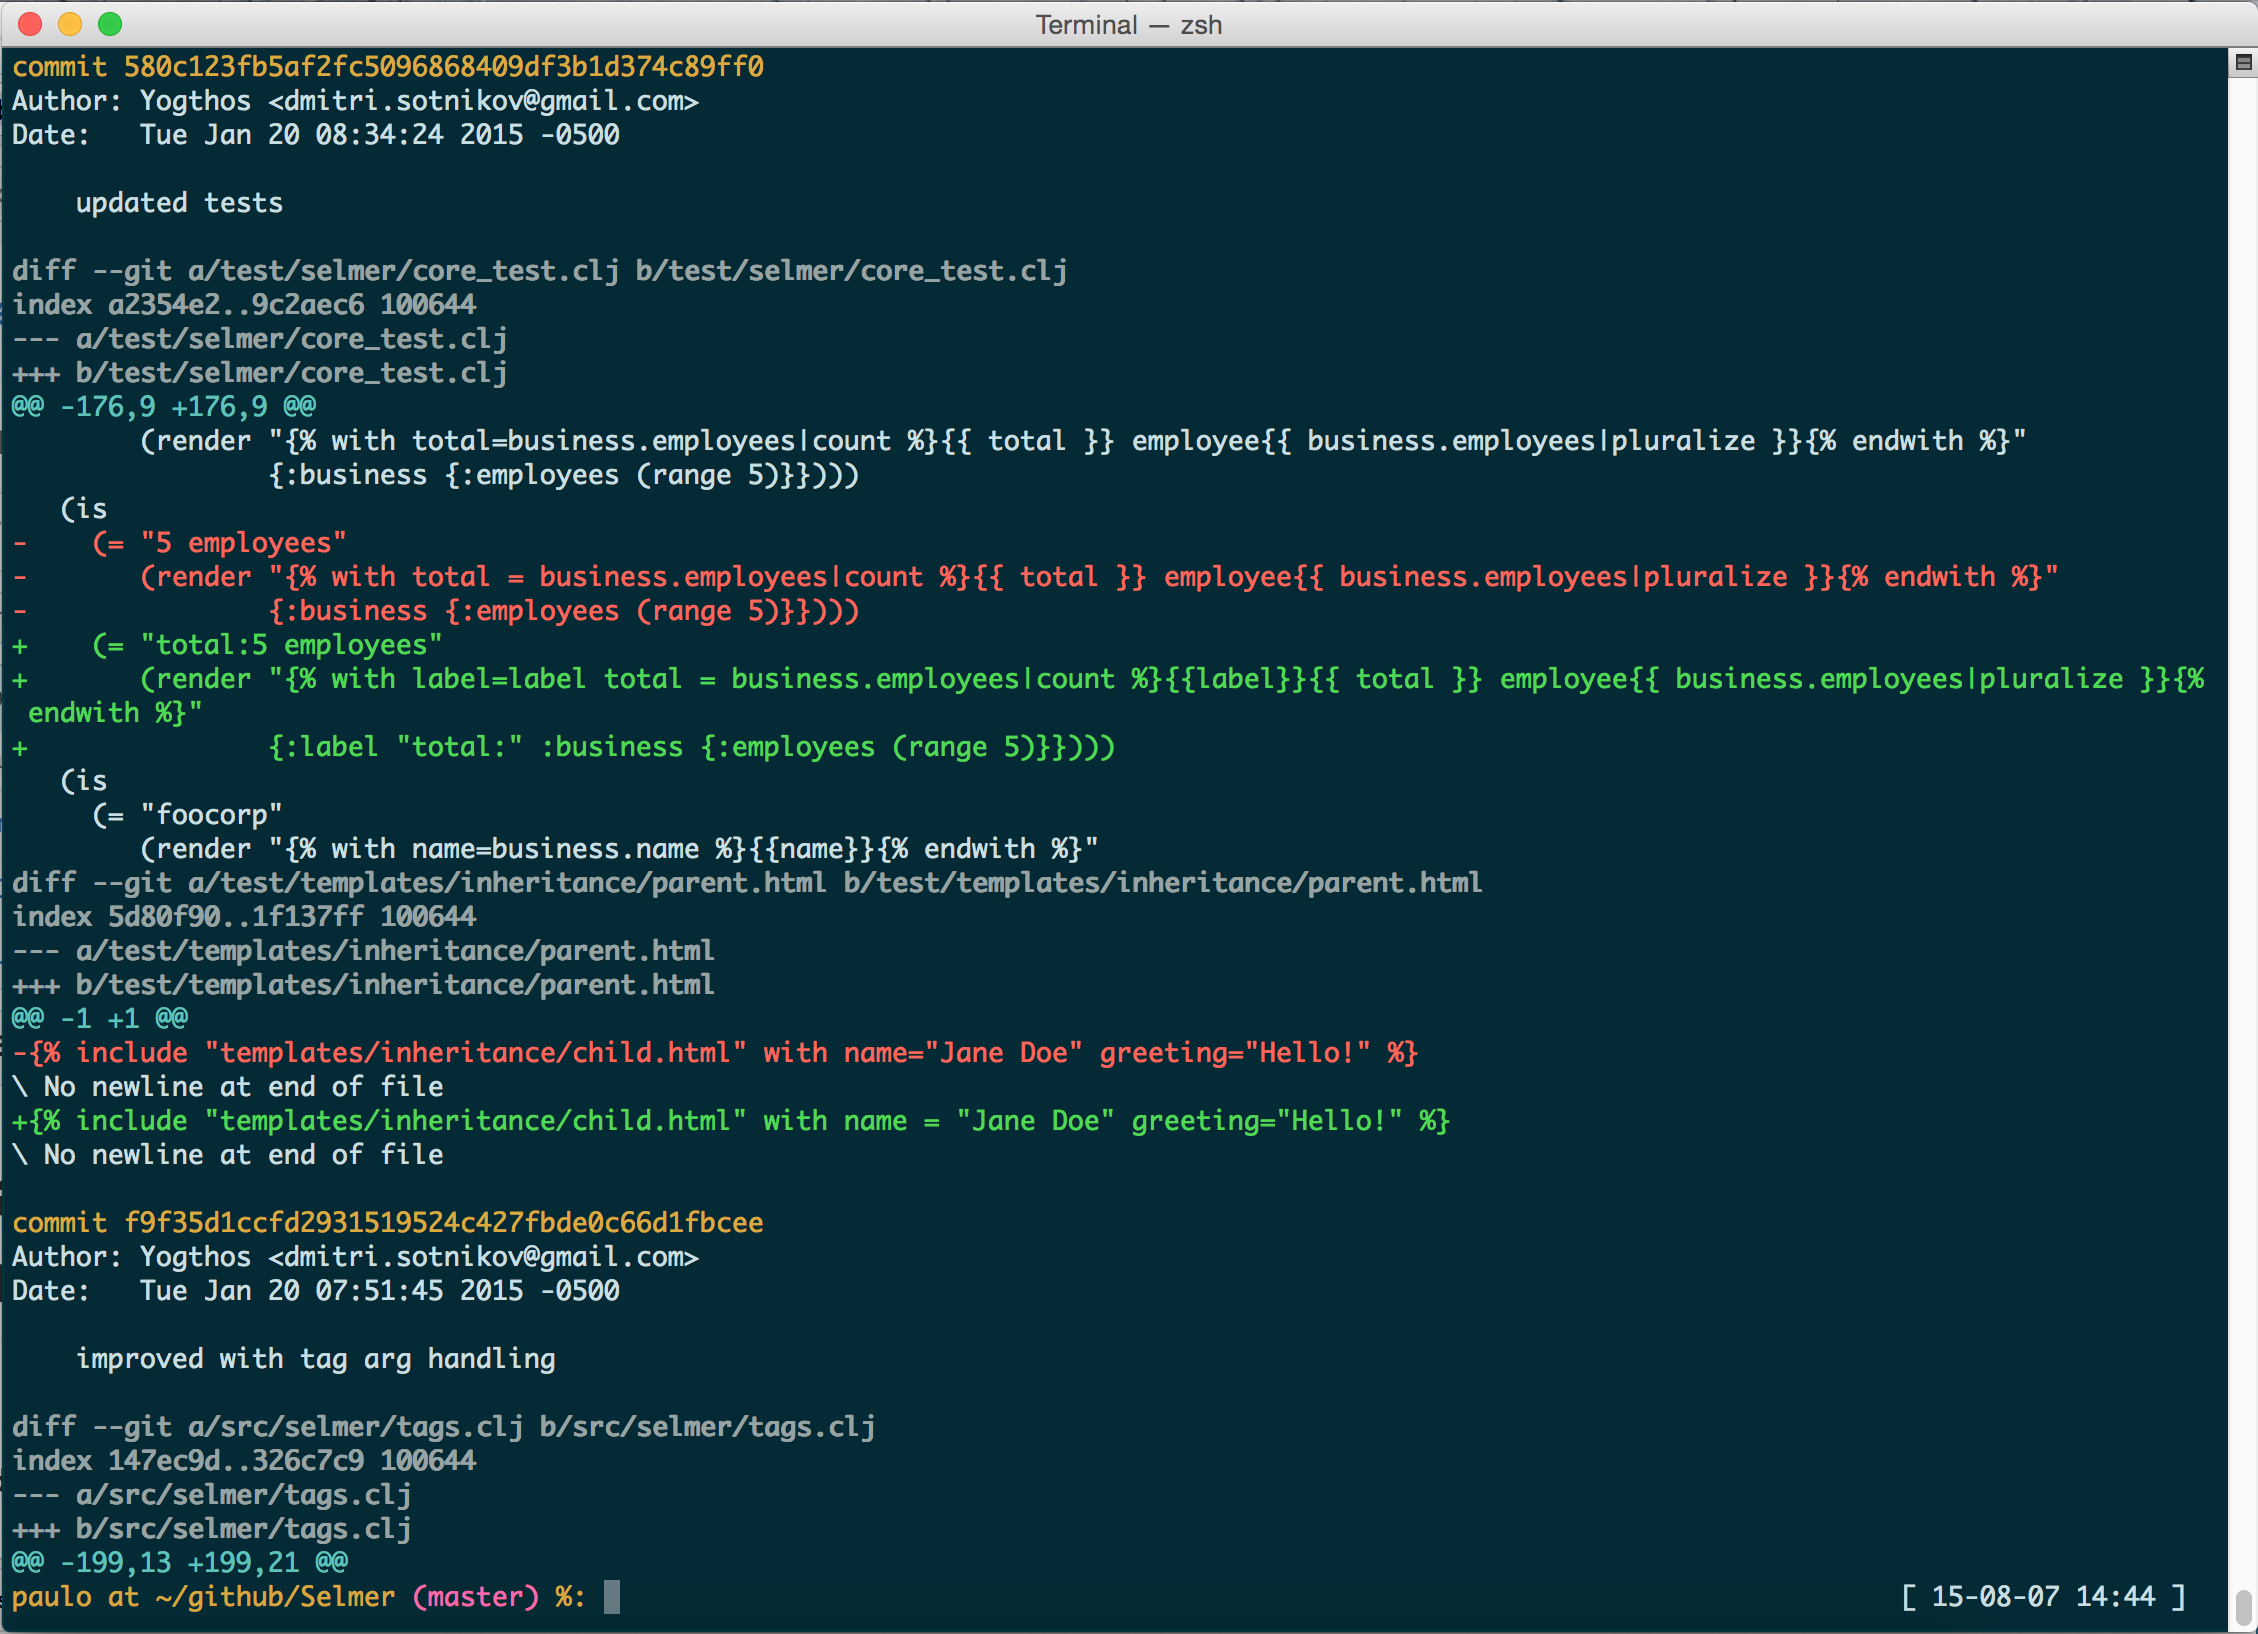 Terminal — zsh
commit 580c123fb5af2fc5096868409df3b1d374c89ff0
Author: Yogthos <dmitri.sotnikov@gmail.com>
Date:   Tue Jan 20 08:34:24 2015 -0500

    updated tests

diff --git a/test/selmer/core_test.clj b/test/selmer/core_test.clj
index a2354e2..9c2aec6 100644
--- a/test/selmer/core_test.clj
+++ b/test/selmer/core_test.clj
@@ -176,9 +176,9 @@
        (render "{% with total=business.employees|count %}{{ total }} employee{{ business.employees|pluralize }}{% endwith %}"
                {:business {:employees (range 5)}})))
   (is
-    (= "5 employees"
-       (render "{% with total = business.employees|count %}{{ total }} employee{{ business.employees|pluralize }}{% endwith %}"
-               {:business {:employees (range 5)}})))
+    (= "total:5 employees"
+       (render "{% with label=label total = business.employees|count %}{{label}}{{ total }} employee{{ business.employees|pluralize }}{%
 endwith %}"
+               {:label "total:" :business {:employees (range 5)}})))
   (is
     (= "foocorp"
        (render "{% with name=business.name %}{{name}}{% endwith %}"
diff --git a/test/templates/inheritance/parent.html b/test/templates/inheritance/parent.html
index 5d80f90..1f137ff 100644
--- a/test/templates/inheritance/parent.html
+++ b/test/templates/inheritance/parent.html
@@ -1 +1 @@
-{% include "templates/inheritance/child.html" with name="Jane Doe" greeting="Hello!" %}
\ No newline at end of file
+{% include "templates/inheritance/child.html" with name = "Jane Doe" greeting="Hello!" %}
\ No newline at end of file

commit f9f35d1ccfd2931519524c427fbde0c66d1fbcee
Author: Yogthos <dmitri.sotnikov@gmail.com>
Date:   Tue Jan 20 07:51:45 2015 -0500

    improved with tag arg handling

diff --git a/src/selmer/tags.clj b/src/selmer/tags.clj
index 147ec9d..326c7c9 100644
--- a/src/selmer/tags.clj
+++ b/src/selmer/tags.clj
@@ -199,13 +199,21 @@
paulo at ~/github/Selmer (master) %: [ 15-08-07 14:44 ]